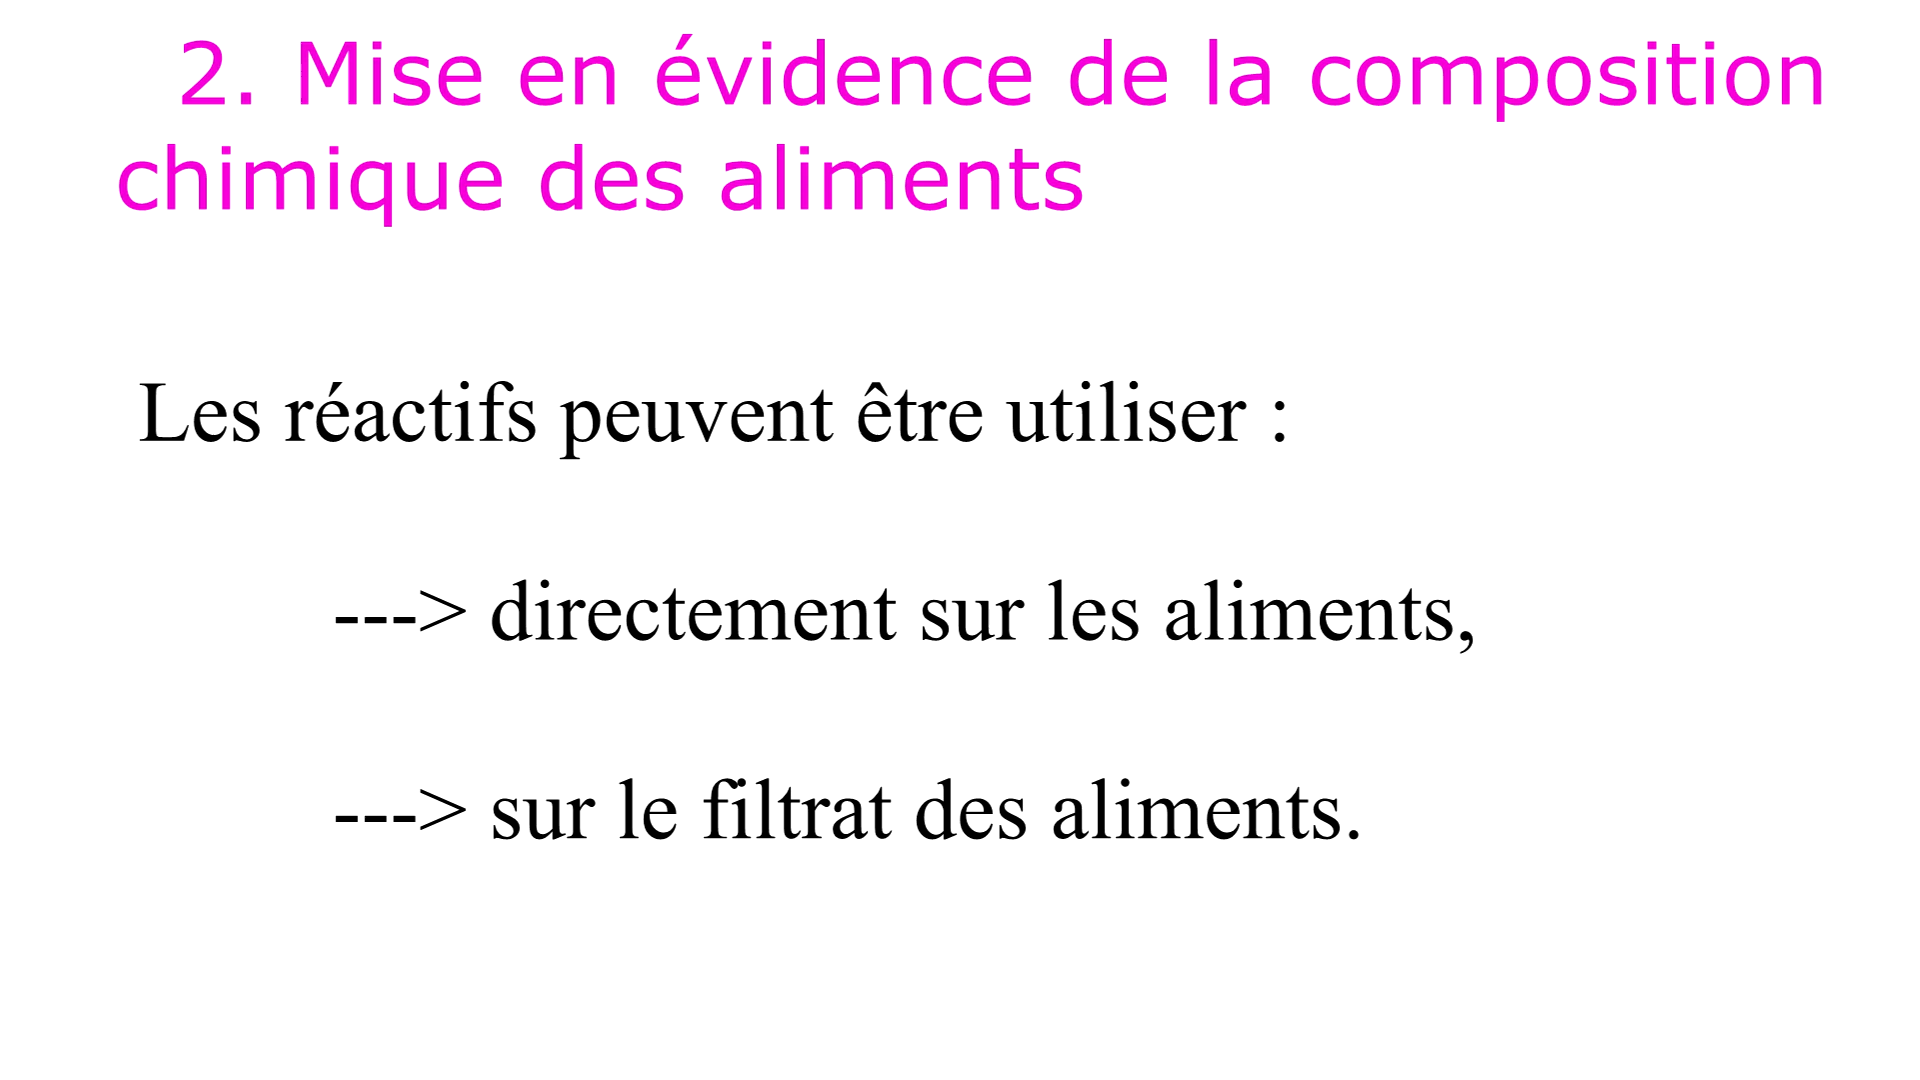 2. Mise en évidence de la composition
chimique des aliments
Les réactifs peuvent être utiliser :
---> directement sur les aliments,
---> sur le filtrat des aliments.